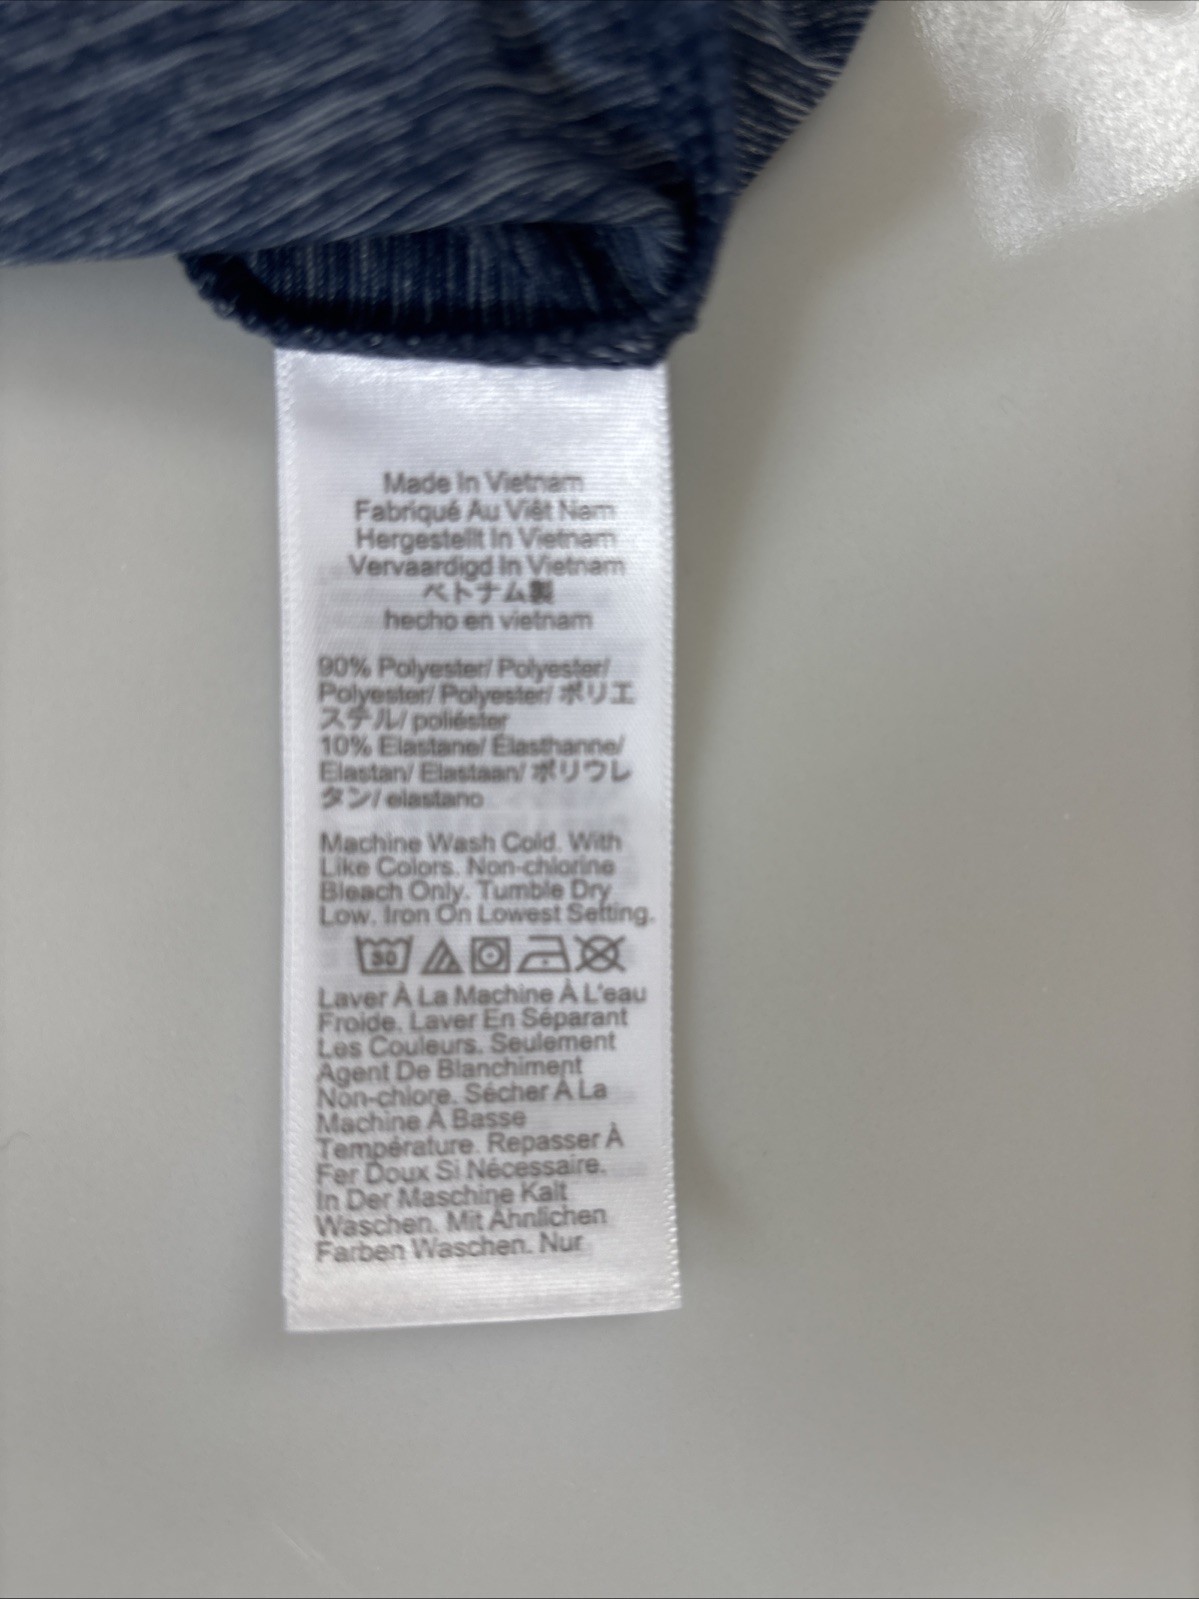 Made In Vietnam
Fabriqué Au Viêt Nam
Hergestellt In Vietnam
Vervaardigd In Vietnam
ベトナム製
hecho en vietnam
90% Polyester/ Polyester/
Polyester/ Polyester/ ポリエ
ステル/ poliéster
10% Elastane/ Élasthanne/
Elastan/ Elastaan/ ポリウレ
タン/ elastano
Machine Wash Cold. With
Like Colors. Non-chlorine
Bleach Only. Tumble Dry
Low. Iron On Lowest Setting.
30
Laver À La Machine À L'eau
Froide. Laver En Séparant
Les Couleurs. Seulement
Agent De Blanchiment
Non-chlore. Sécher À La
Machine À Basse
Température. Repasser À
Fer Doux Si Nécessaire.
In Der Maschine Kalt
Waschen. Mit Ähnlichen
Farben Waschen. Nur